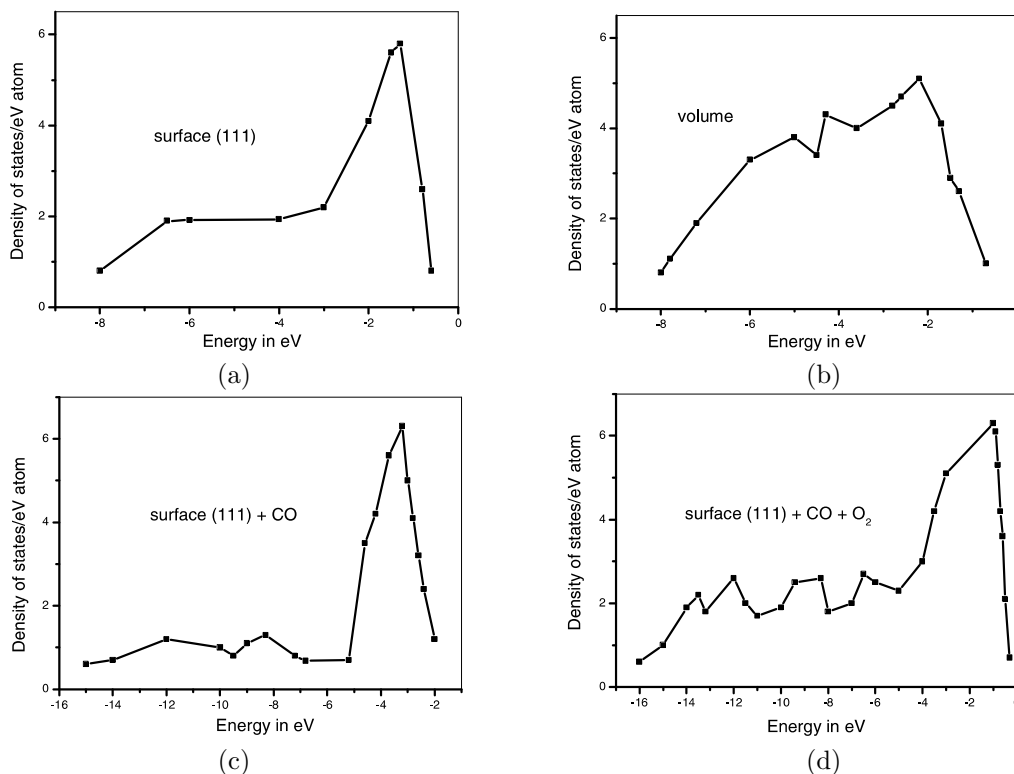 Density of states/eV atom
6
4
2
0
surface (111)
-8
-6
-4
-2
0
Energy in eV
(a)
Density of states/eV atom
6
4
2
0
volume
-8
-6
-4
-2
Energy in eV
(b)
Density of states/eV atom
6
4
2
0
surface (111) + CO
-16
-14
-12
-10
-8
-6
-4
-2
Energy in eV
(c)
Density of states/eV atom
6
4
2
0
surface (111) + CO + O₂
-16
-14
-12
-10
-8
-6
-4
-2
0
Energy in eV
(d)